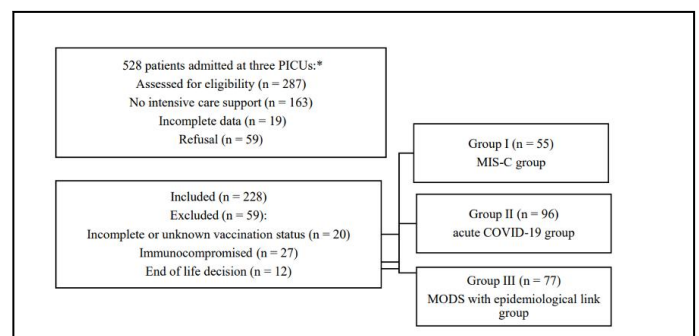 528 patients admitted at three PICUs:*
Assessed for eligibility (n = 287)
No intensive care support (n = 163)
Incomplete data (n = 19)
Refusal (n = 59)
Included (n = 228)
Excluded (n = 59):
Incomplete or unknown vaccination status (n = 20)
Immunocompromised (n = 27)
End of life decision (n = 12)
Group I (n = 55)
MIS-C group
Group II (n = 96)
acute COVID-19 group
Group III (n = 77)
MODS with epidemiological link
group